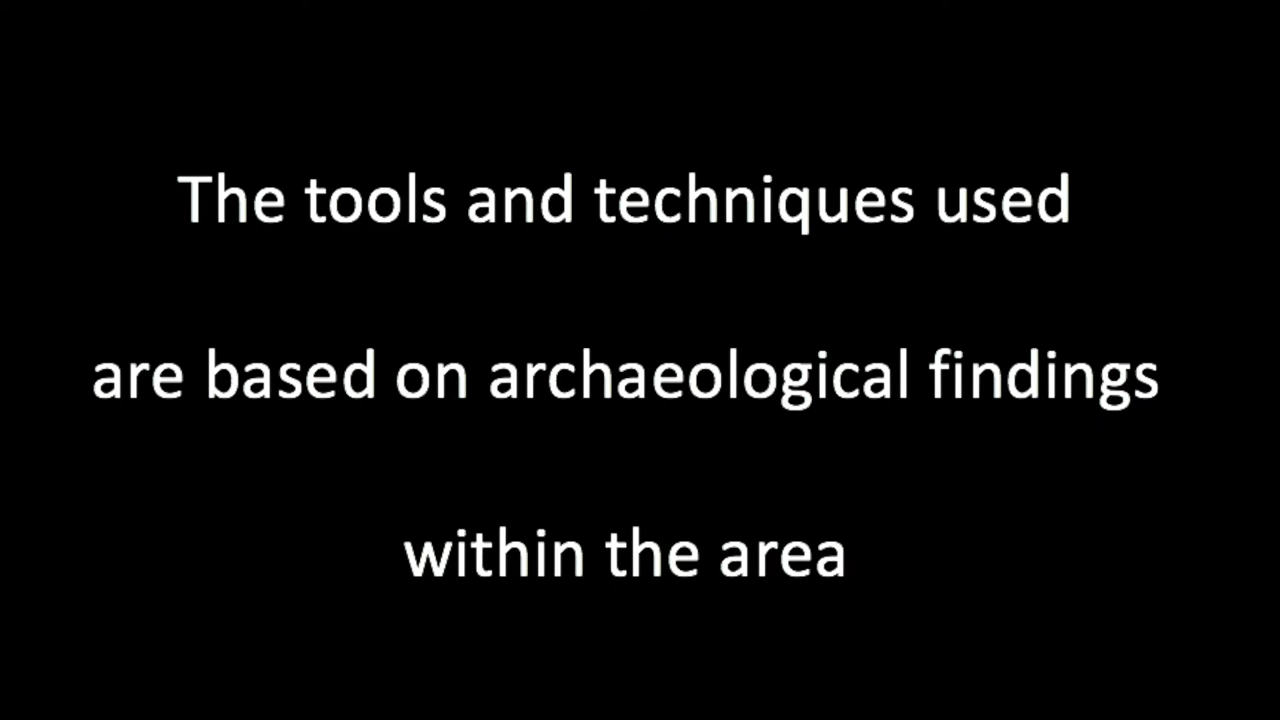 The tools and techniques used
are based on archaeological findings
within the area